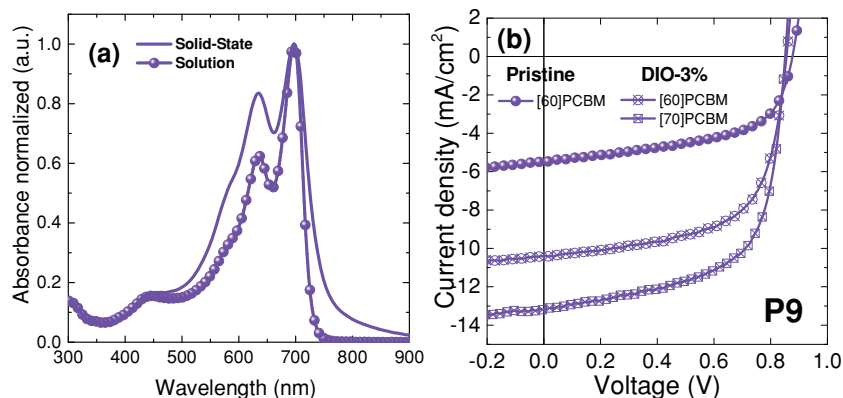 (a)
Solid-State
Solution
Absorbance normalized (a.u.)
1.0
0.8
0.6
0.4
0.2
0.0
300 400 500 600 700 800 900
Wavelength (nm)
(b)
Pristine
[60]PCBM
DIO-3%
[60]PCBM
[70]PCBM
P9
Current density (mA/cm²)
2
0
-2
-4
-6
-8
-10
-12
-14
-0.2 0.0 0.2 0.4 0.6 0.8 1.0
Voltage (V)